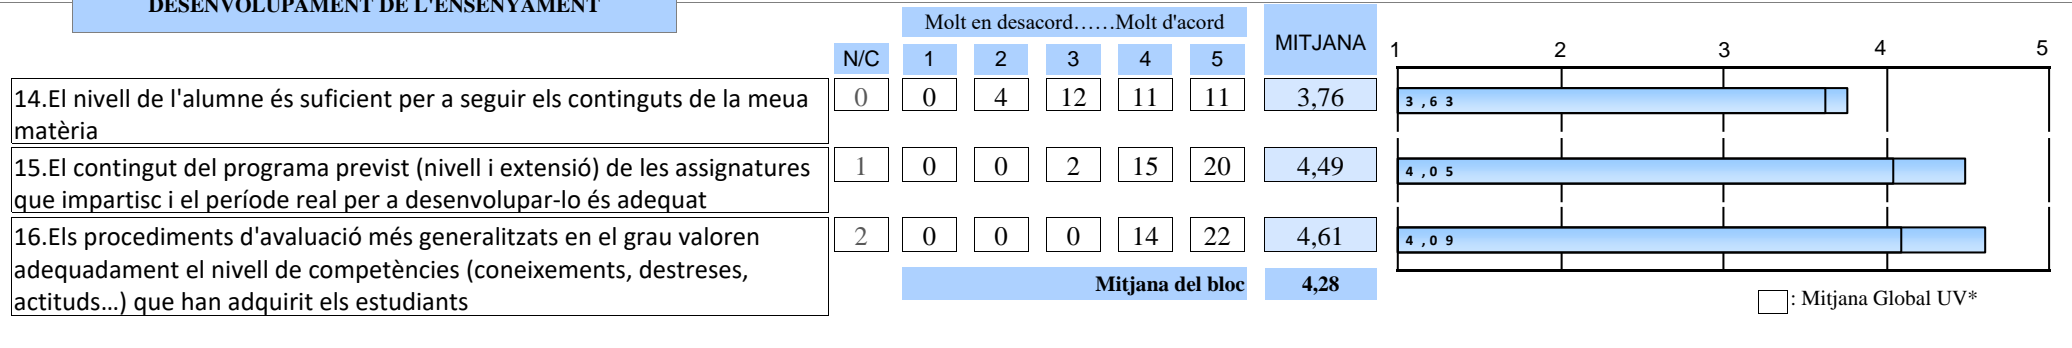 DESENVOLUPAMENT DE L'ENSENYAMENT
Molt en desacord……Molt d'acord
MITJANA
N/C 1 2 3 4 5
1 2 3 4 5
14.El nivell de l'alumne és suficient per a seguir els continguts de la meua
matèria
0 0 4 12 11 11 3,76
3,63
15.El contingut del programa previst (nivell i extensió) de les assignatures
que impartisc i el període real per a desenvolupar-lo és adequat
1 0 0 2 15 20 4,49
4,05
16.Els procediments d'avaluació més generalitzats en el grau valoren
adequadament el nivell de competències (coneixements, destreses,
actituds…) que han adquirit els estudiants
2 0 0 0 14 22 4,61
4,09
Mitjana del bloc 4,28
: Mitjana Global UV*